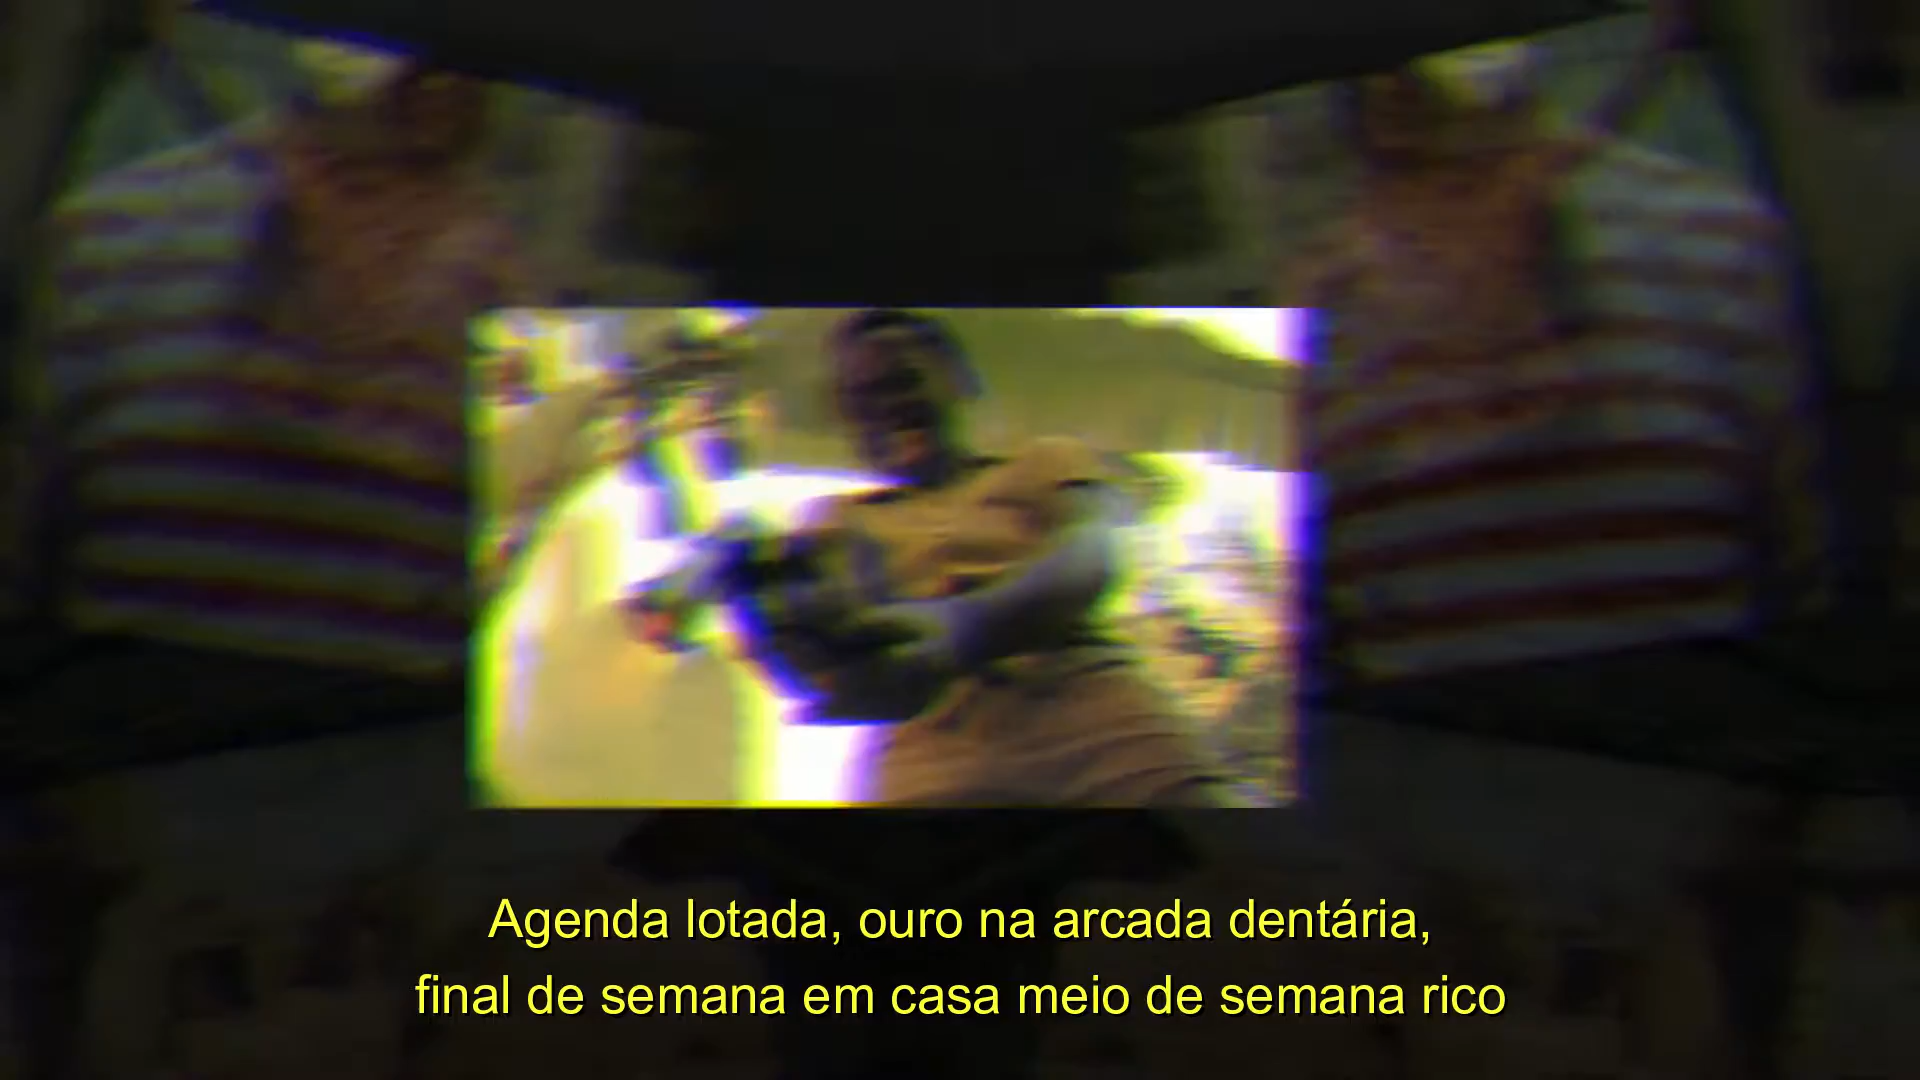 Agenda lotada, ouro na arcada dentária,
final de semana em casa meio de semana rico